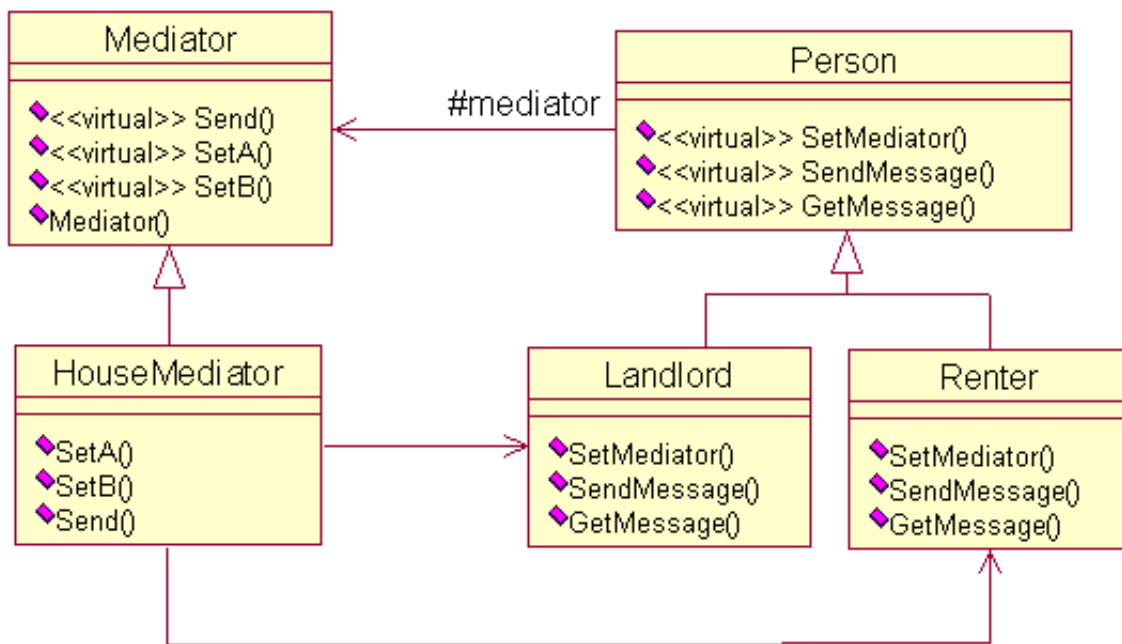 Mediator
<<virtual>> Send()
<<virtual>> SetA()
<<virtual>> SetB()
Mediator()
#mediator
Person
<<virtual>> SetMediator()
<<virtual>> SendMessage()
<<virtual>> GetMessage()
HouseMediator
SetA()
SetB()
Send()
Landlord
SetMediator()
SendMessage()
GetMessage()
Renter
SetMediator()
SendMessage()
GetMessage()